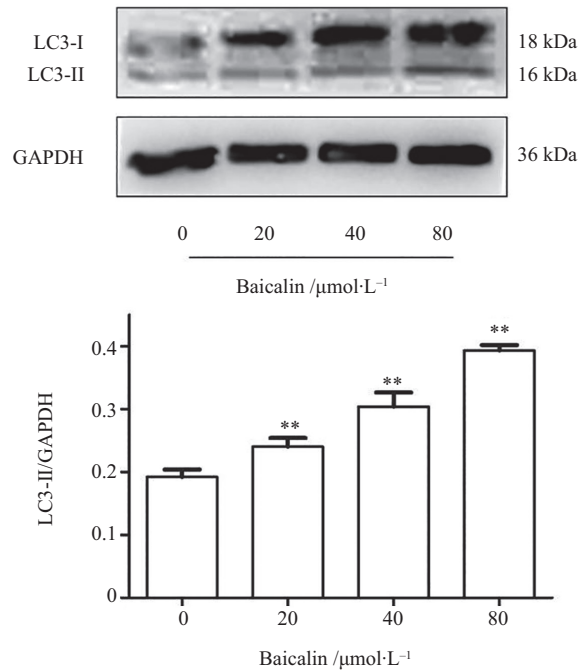 LC3-I 18 kDa
LC3-II 16 kDa
GAPDH 36 kDa
0 20 40 80
Baicalin /μmol·L⁻¹
0.4
0.3
0.2
0.1
0
LC3-II/GAPDH
** ** **
0 20 40 80
Baicalin /μmol·L⁻¹